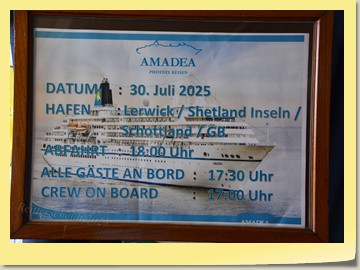 AMADEA
PHOENIX REISEN
DATUM : 30. Juli 2025
HAFEN : Lerwick / Shetland Inseln /
Schottland / GB
ABFAHRT : 18:00 Uhr
ALLE GÄSTE AN BORD : 17:30 Uhr
CREW ON BOARD : 17:00 Uhr
AMADEA